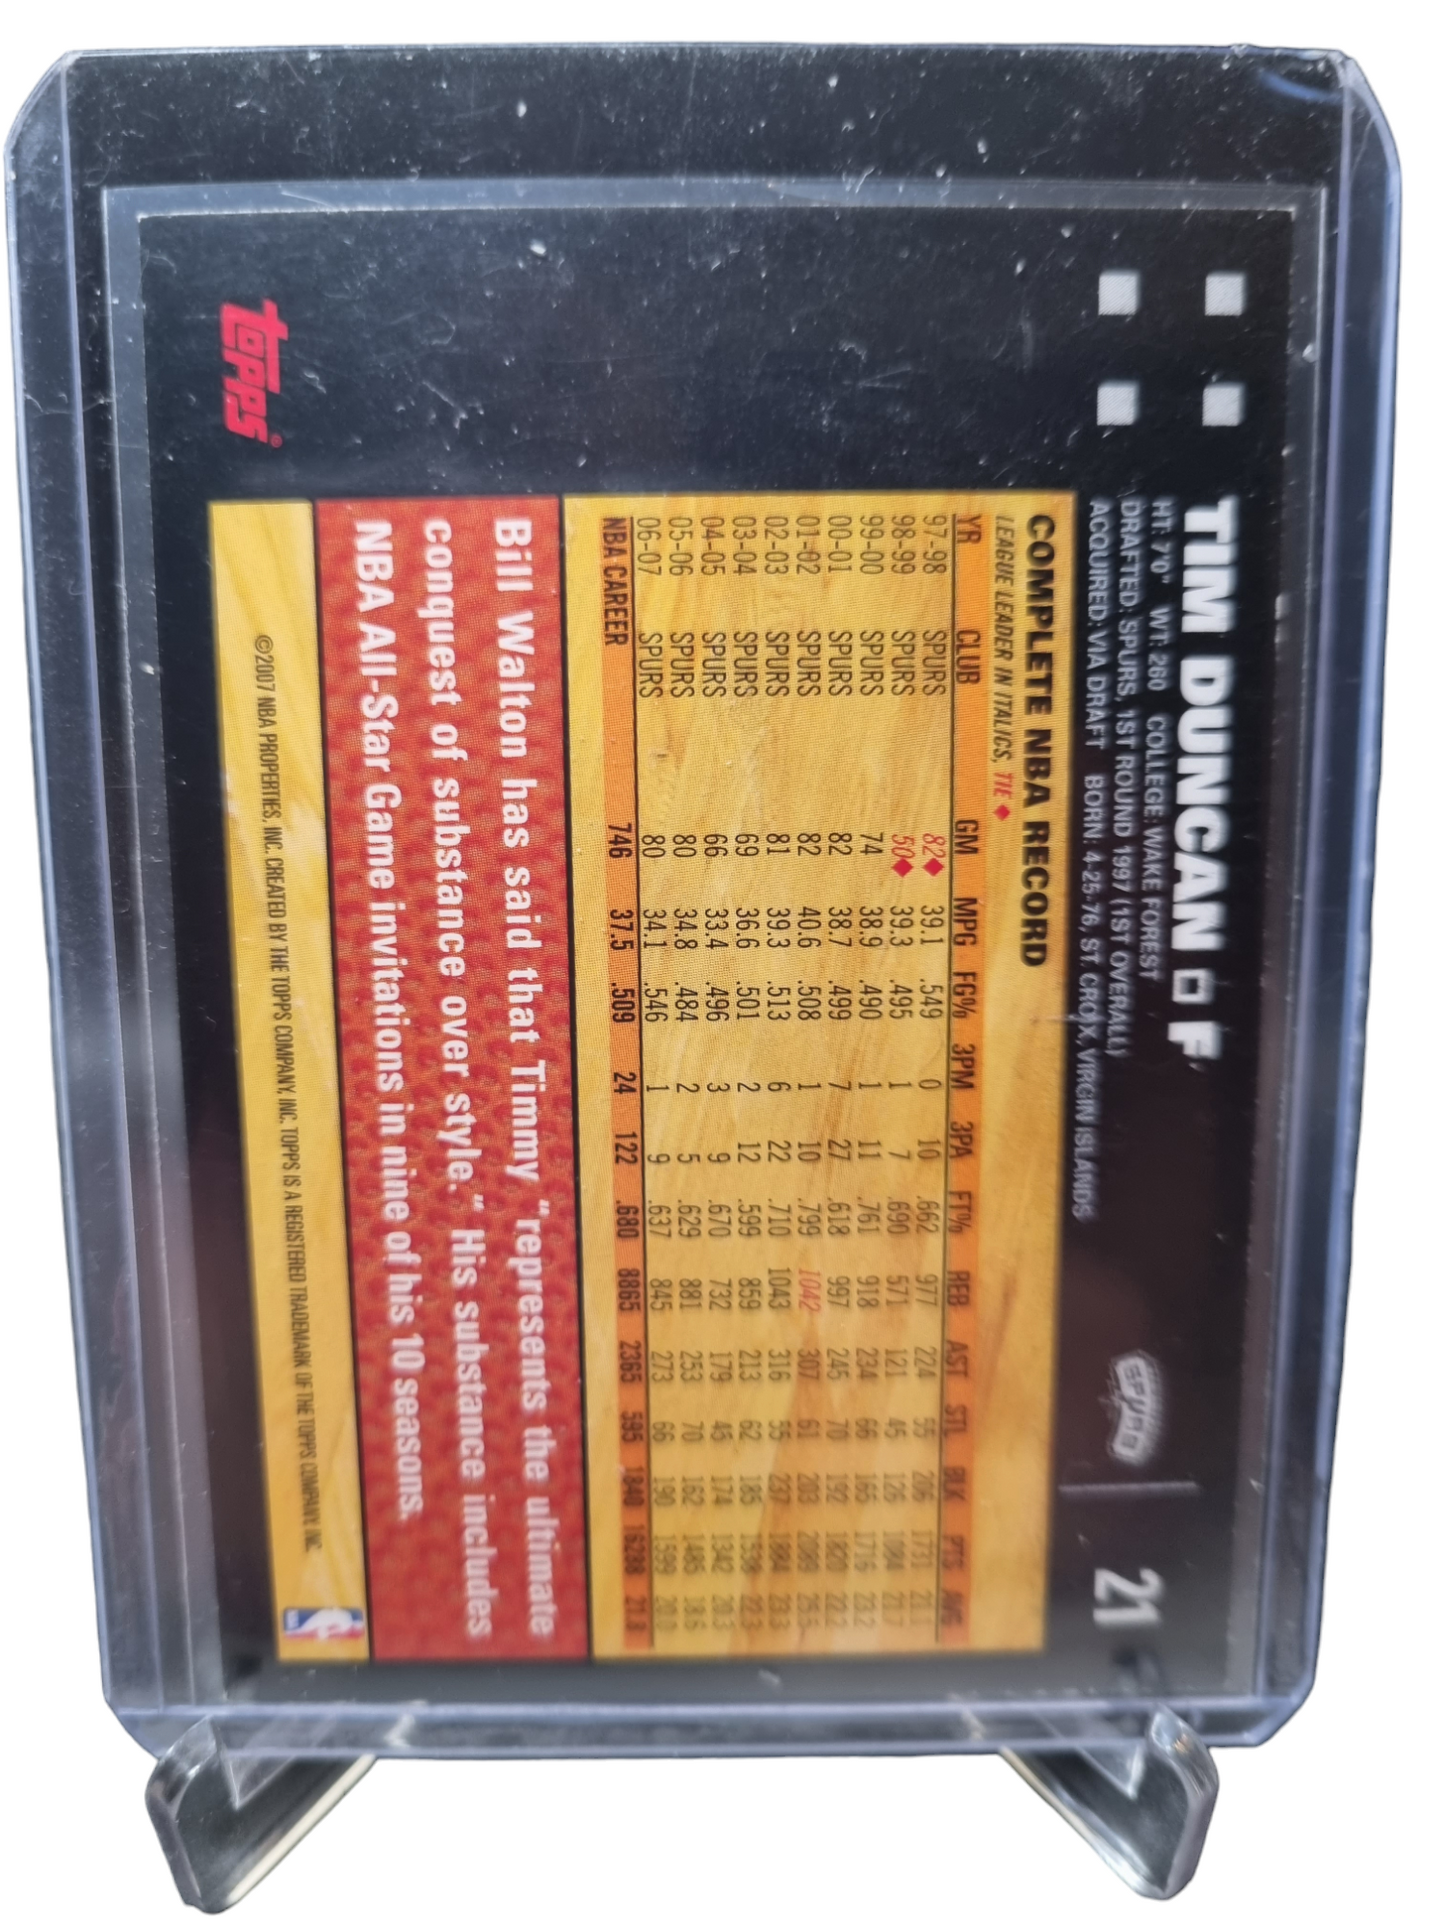 TIM DUNCAN □ F
HT: 7'0" WT: 260 COLLEGE: WAKE FOREST
DRAFTED: SPURS, 1ST ROUND 1997 (1ST OVERALL)
ACQUIRED: VIA DRAFT BORN: 4-25-76, ST. CROIX, VIRGIN ISLANDS
SPURS
21
COMPLETE NBA RECORD
LEAGUE LEADER IN ITALICS, TIE ♦
YR CLUB GM MPG FG% 3PM 3PA FT% REB AST STL BLK PTS AVG
97-98 SPURS 82♦ 39.1 .549 0 10 .662 977 224 55 206 1731 21.1
98-99 SPURS 50♦ 39.3 .495 1 7 .690 571 121 45 126 1084 21.7
99-00 SPURS 74 38.9 .490 1 11 .761 918 234 66 165 1716 23.2
00-01 SPURS 82 38.7 .499 7 27 .618 997 245 70 192 1820 22.2
01-02 SPURS 82 40.6 .508 1 10 .799 1042 307 61 203 2089 25.5
02-03 SPURS 81 39.3 .513 6 22 .710 1043 316 55 237 1884 23.3
03-04 SPURS 69 36.6 .501 2 12 .599 859 213 62 185 1538 22.3
04-05 SPURS 66 33.4 .496 3 9 .670 732 179 45 174 1342 20.3
05-06 SPURS 80 34.8 .484 2 5 .629 881 253 70 162 1485 18.6
06-07 SPURS 80 34.1 .546 1 9 .637 845 273 66 190 1599 20.0
NBA CAREER 746 37.5 .509 24 122 .680 8865 2365 595 1840 16288 21.8
Bill Walton has said that Timmy "represents the ultimate
conquest of substance over style." His substance includes
NBA All-Star Game invitations in nine of his 10 seasons.
©2007 NBA PROPERTIES, INC. CREATED BY THE TOPPS COMPANY, INC. TOPPS IS A REGISTERED TRADEMARK OF THE TOPPS COMPANY, INC.
topps®